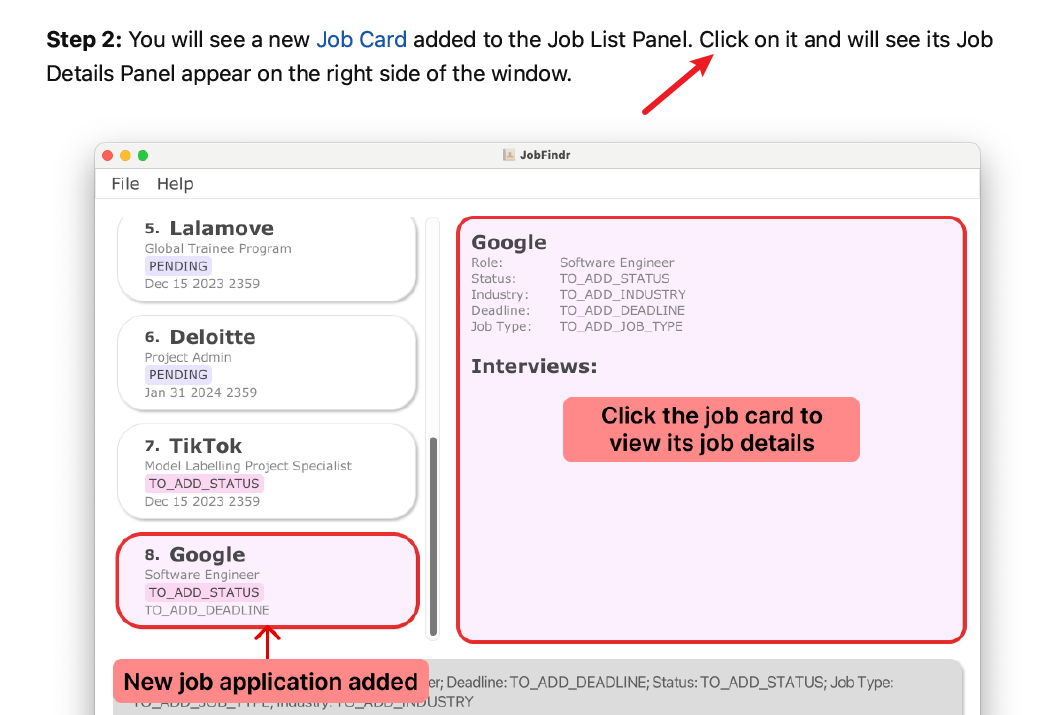 Step 2: You will see a new Job Card added to the Job List Panel. Click on it and will see its Job
Details Panel appear on the right side of the window.
JobFindr
File Help
5. Lalamove
Global Trainee Program
PENDING
Dec 15 2023 2359
6. Deloitte
Project Admin
PENDING
Jan 31 2024 2359
7. TikTok
Model Labelling Project Specialist
TO_ADD_STATUS
Dec 15 2023 2359
8. Google
Software Engineer
TO_ADD_STATUS
TO_ADD_DEADLINE
Google
Role: Software Engineer
Status: TO_ADD_STATUS
Industry: TO_ADD_INDUSTRY
Deadline: TO_ADD_DEADLINE
Job Type: TO_ADD_JOB_TYPE
Interviews:
Click the job card to
view its job details
New job application added
er; Deadline: TO_ADD_DEADLINE; Status: TO_ADD_STATUS; Job Type:
TO_ADD_JOB_TYPE; Industry: TO_ADD_INDUSTRY